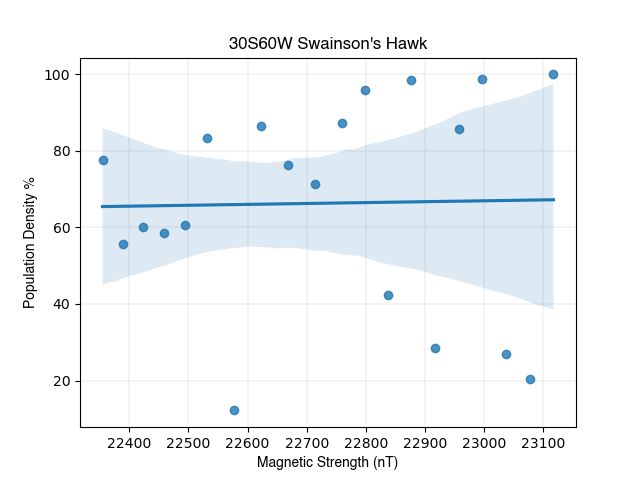 30S60W Swainson's Hawk
100
80
60
40
20
Population Density %
22400 22500 22600 22700 22800 22900 23000 23100
Magnetic Strength (nT)